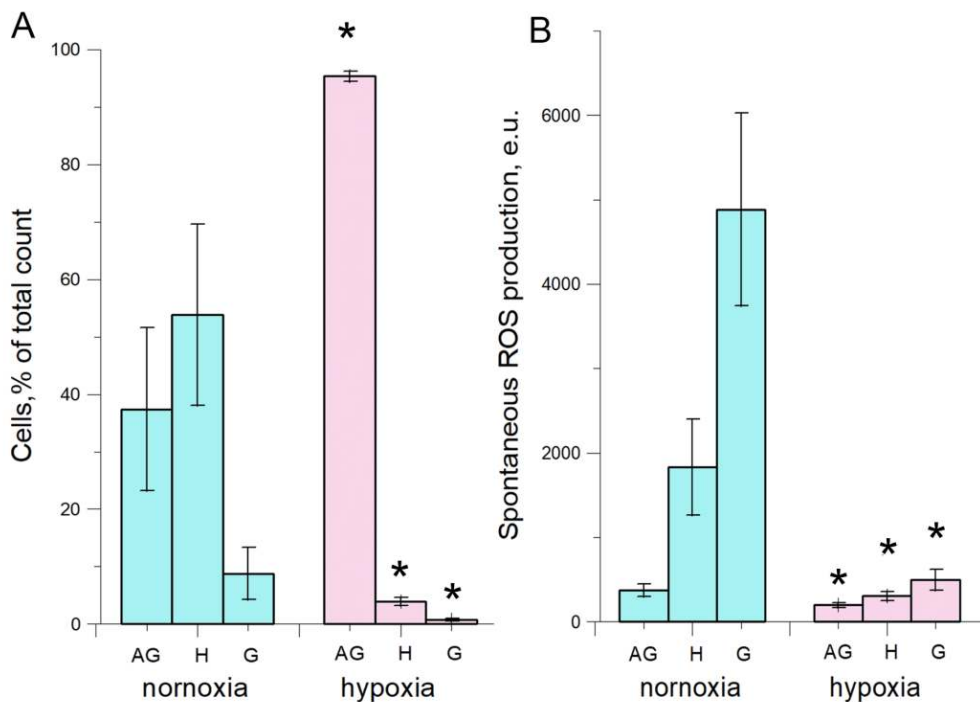 A
*
Cells,% of total count
100
80
60
40
20
0
*
*
AG H G AG H G
nornoxia hypoxia
B
Spontaneous ROS production, e.u.
6000
4000
2000
0
* * *
AG H G AG H G
nornoxia hypoxia